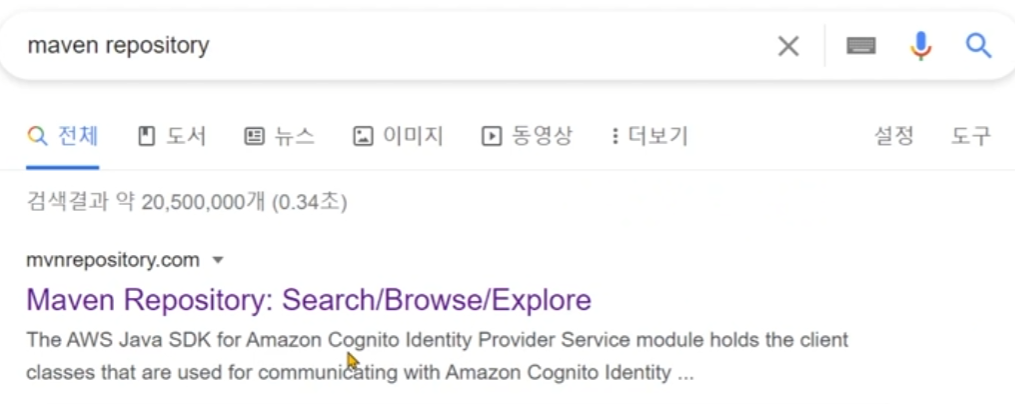 maven repository
전체 도서 뉴스 이미지 동영상 더보기 설정 도구
검색결과 약 20,500,000개 (0.34초)
mvnrepository.com
Maven Repository: Search/Browse/Explore
The AWS Java SDK for Amazon Cognito Identity Provider Service module holds the client
classes that are used for communicating with Amazon Cognito Identity ...